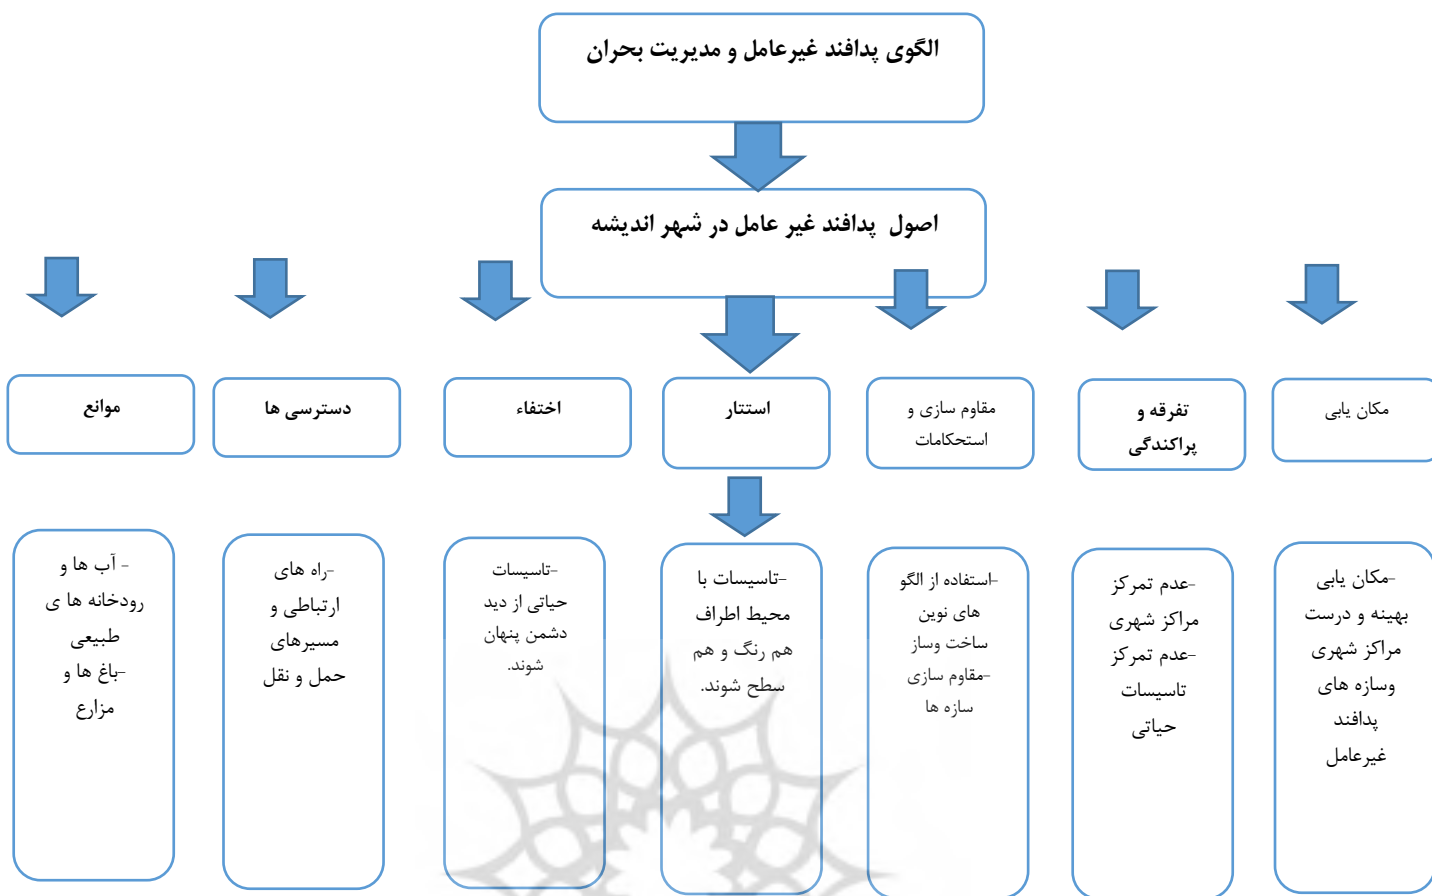 الگوی پدافند غیرعامل و مدیریت بحران
اصول پدافند غیر عامل در شهر اندیشه
مکان یابی
تفرقه و
پراکندگی
مقاوم سازی و
استحکامات
استتار
اختفاء
دسترسی ها
موانع
-مکان یابی
بهینه و درست
مراکز شهری
وسازه های
پدافند
غیرعامل
-عدم تمرکز
مراکز شهری
-عدم تمرکز
تاسیسات
حیاتی
-استفاده از الگو
های نوین
ساخت وساز
-مقاوم سازی
سازه ها
-تاسیسات با
محیط اطراف
هم رنگ و هم
سطح شوند.
-تاسیسات
حیاتی از دید
دشمن پنهان
شوند.
-راه های
ارتباطی و
مسیرهای
حمل و نقل
- آب ها و
رودخانه ها ی
طبیعی
-باغ ها و
مزارع